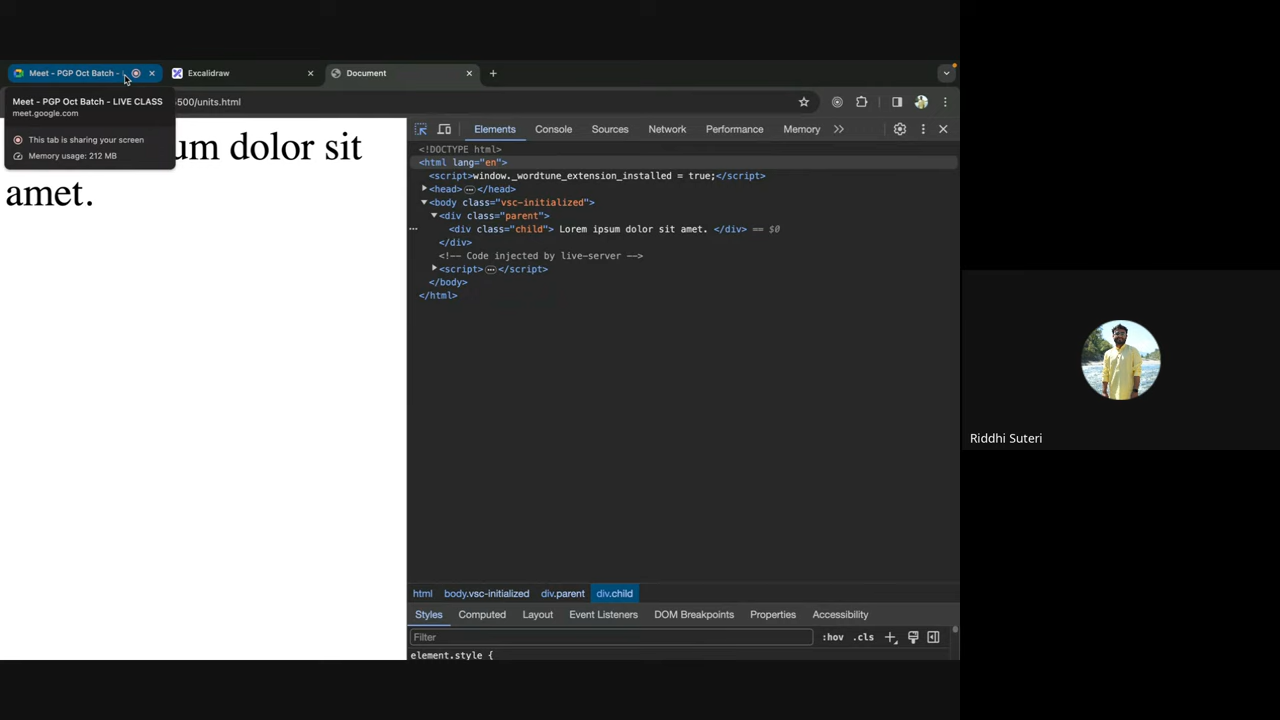 Meet - PGP Oct Batch -
Excalidraw
Document
Meet - PGP Oct Batch - LIVE CLASS
meet.google.com
500/units.html
This tab is sharing your screen
Memory usage: 212 MB
um dolor sit
amet.
Elements Console Sources Network Performance Memory
<!DOCTYPE html>
<html lang="en">
<script>window._wordtune_extension_installed = true;</script>
<head> </head>
<body class="vsc-initialized">
<div class="parent">
<div class="child"> Lorem ipsum dolor sit amet. </div> == $0
</div>
<!-- Code injected by live-server -->
<script> </script>
</body>
</html>
Riddhi Suteri
html body.vsc-initialized div.parent div.child
Styles Computed Layout Event Listeners DOM Breakpoints Properties Accessibility
Filter :hov .cls
element.style {